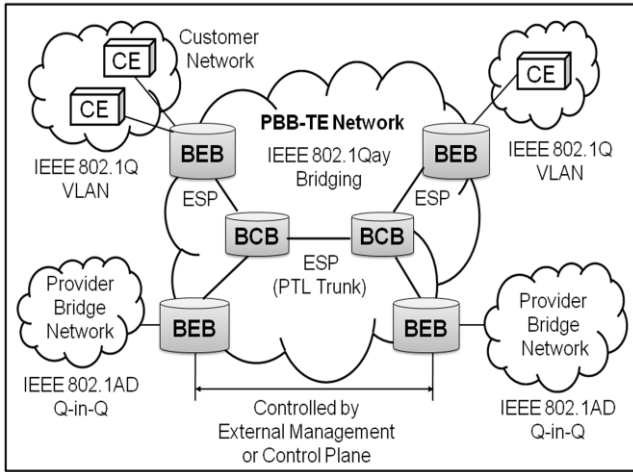 Customer
Network
CE
CE
CE
PBB-TE Network
IEEE 802.1Qay
Bridging
BEB
BEB
IEEE 802.1Q
VLAN
IEEE 802.1Q
VLAN
ESP
ESP
BCB
BCB
ESP
(PTL Trunk)
Provider
Bridge
Network
BEB
BEB
Provider
Bridge
Network
IEEE 802.1AD
Q-in-Q
IEEE 802.1AD
Q-in-Q
Controlled by
External Management
or Control Plane